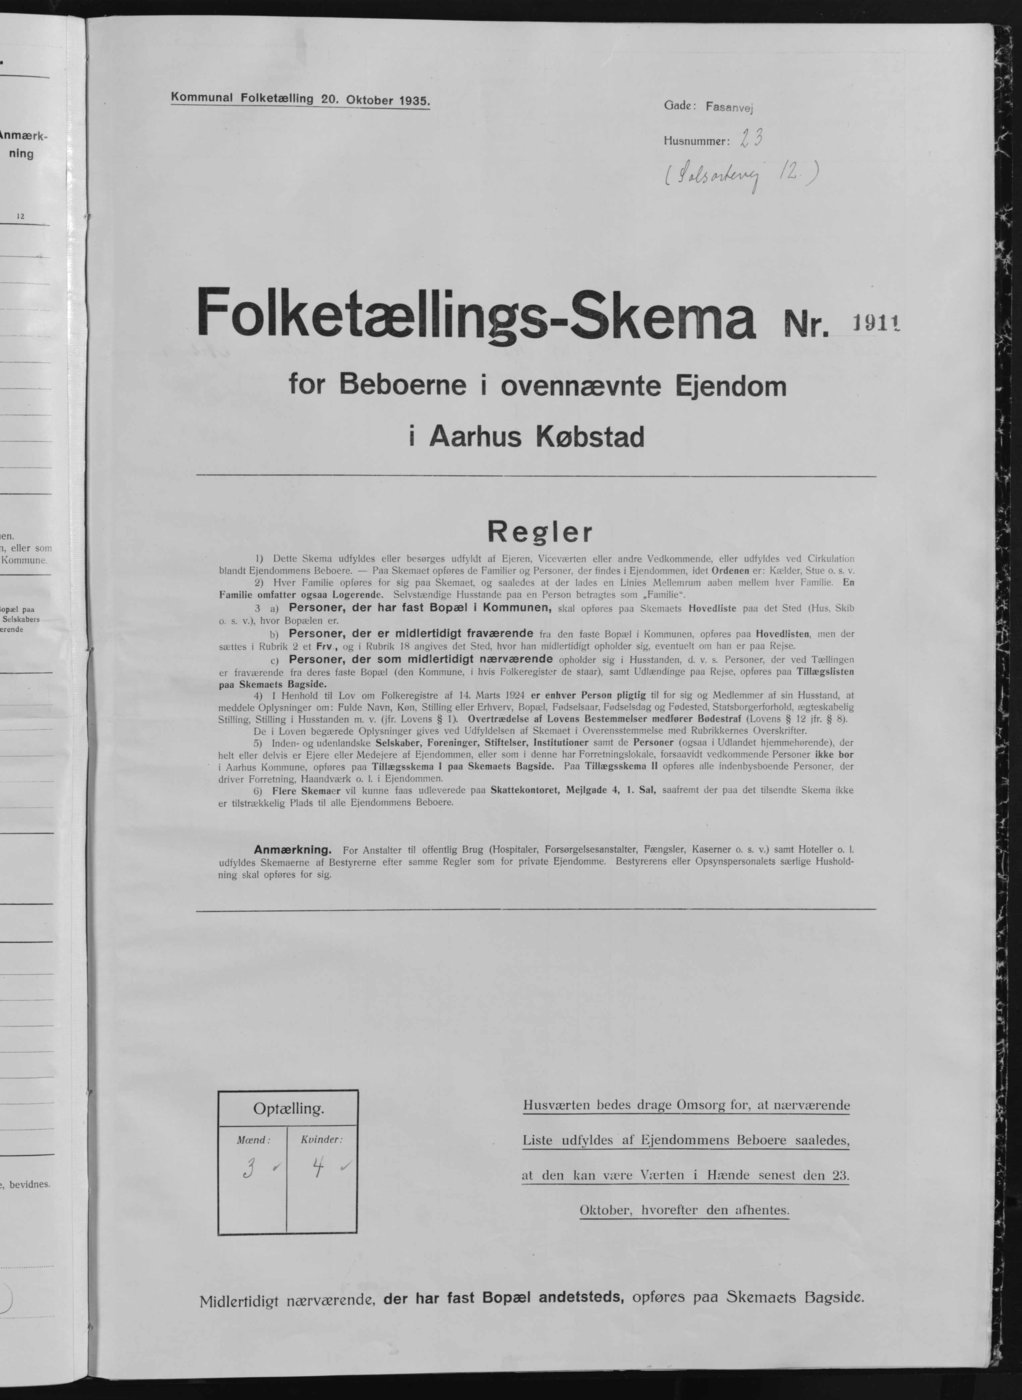 nmærk-
ning
12
en.
, eller som
Kommune.
opæl paa
Selskabers
erende
, bevidnes.
Kommunal Folketælling 20. Oktober 1935.
Gade: Fasanvej
Husnummer: 23
(Solsortevej 12.)
Folketællings-Skema Nr. 1911
for Beboerne i ovennævnte Ejendom
i Aarhus Købstad
Regler
1) Dette Skema udfyldes eller besørges udfyldt af Ejeren, Viceværten eller andre Vedkommende, eller udfyldes ved Cirkulation
blandt Ejendommens Beboere. — Paa Skemaet opføres de Familier og Personer, der findes i Ejendommen, idet Ordenen er: Kælder, Stue o. s. v.
2) Hver Familie opføres for sig paa Skemaet, og saaledes at der lades en Linies Mellemrum aaben mellem hver Familie. En
Familie omfatter ogsaa Logerende. Selvstændige Husstande paa en Person betragtes som „Familie“.
3 a) Personer, der har fast Bopæl i Kommunen, skal opføres paa Skemaets Hovedliste paa det Sted (Hus, Skib
o. s. v.), hvor Bopælen er.
b) Personer, der er midlertidigt fraværende fra den faste Bopæl i Kommunen, opføres paa Hovedlisten, men der
sættes i Rubrik 2 et Frv., og i Rubrik 18 angives det Sted, hvor han midlertidigt opholder sig, eventuelt om han er paa Rejse.
c) Personer, der som midlertidigt nærværende opholder sig i Husstanden, d. v. s. Personer, der ved Tællingen
er fraværende fra deres faste Bopæl (den Kommune, i hvis Folkeregister de staar), samt Udlændinge paa Rejse, opføres paa Tillægslisten
paa Skemaets Bagside.
4) I Henhold til Lov om Folkeregistre af 14. Marts 1924 er enhver Person pligtig til for sig og Medlemmer af sin Husstand, at
meddele Oplysninger om: Fulde Navn, Køn, Stilling eller Erhverv, Bopæl, Fødselsaar, Fødselsdag og Fødested, Statsborgerforhold, ægteskabelig
Stilling, Stilling i Husstanden m. v. (jfr. Lovens § 1). Overtrædelse af Lovens Bestemmelser medfører Bødestraf (Lovens § 12 jfr. § 8).
De i Loven begærede Oplysninger gives ved Udfyldelsen af Skemaet i Overensstemmelse med Rubrikkernes Overskrifter.
5) Inden- og udenlandske Selskaber, Foreninger, Stiftelser, Institutioner samt de Personer (ogsaa i Udlandet hjemmehørende), der
helt eller delvis er Ejere eller Medejere af Ejendommen, eller som i denne har Forretningslokale, forsaavidt vedkommende Personer ikke bor
i Aarhus Kommune, opføres paa Tillægsskema I paa Skemaets Bagside. Paa Tillægsskema II opføres alle indenbysboende Personer, der
driver Forretning, Haandværk o. l. i Ejendommen.
6) Flere Skemaer vil kunne faas udleverede paa Skattekontoret, Mejlgade 4, 1. Sal, saafremt der paa det tilsendte Skema ikke
er tilstrækkelig Plads til alle Ejendommens Beboere.
Anmærkning. For Anstalter til offentlig Brug (Hospitaler, Forsørgelsesanstalter, Fængsler, Kaserner o. s. v.) samt Hoteller o. l.
udfyldes Skemaerne af Bestyrerne efter samme Regler som for private Ejendomme. Bestyrerens eller Opsynspersonalets særlige Hushold-
ning skal opføres for sig.
Optælling.
Mænd: Kvinder:
3 ✓ 4 ✓
Husværten bedes drage Omsorg for, at nærværende
Liste udfyldes af Ejendommens Beboere saaledes,
at den kan være Værten i Hænde senest den 23.
Oktober, hvorefter den afhentes.
Midlertidigt nærværende, der har fast Bopæl andetsteds, opføres paa Skemaets Bagside.